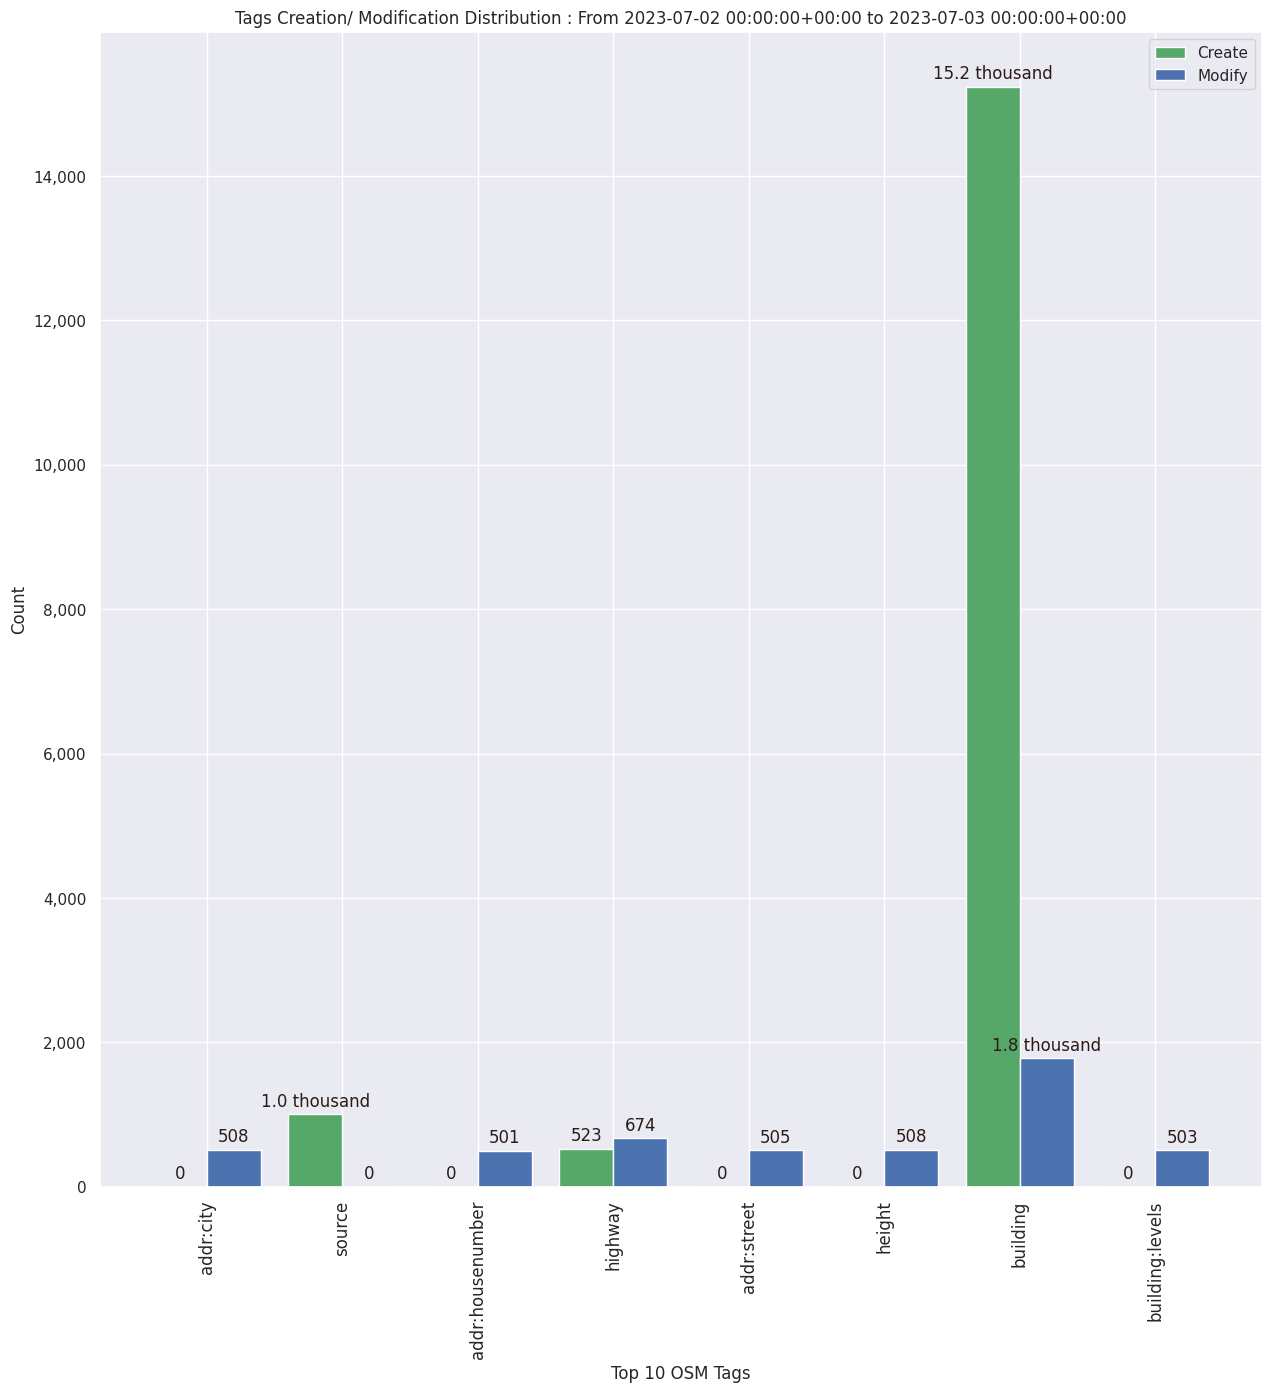 Tags Creation/ Modification Distribution : From 2023-07-02 00:00:00+00:00 to 2023-07-03 00:00:00+00:00
Create
Modify
15.2 thousand
14,000
12,000
10,000
8,000
6,000
4,000
2,000
0
Count
0
508
1.0 thousand
0
0
501
523
674
0
505
0
508
1.8 thousand
0
503
addr:city
source
addr:housenumber
highway
addr:street
height
building
building:levels
Top 10 OSM Tags